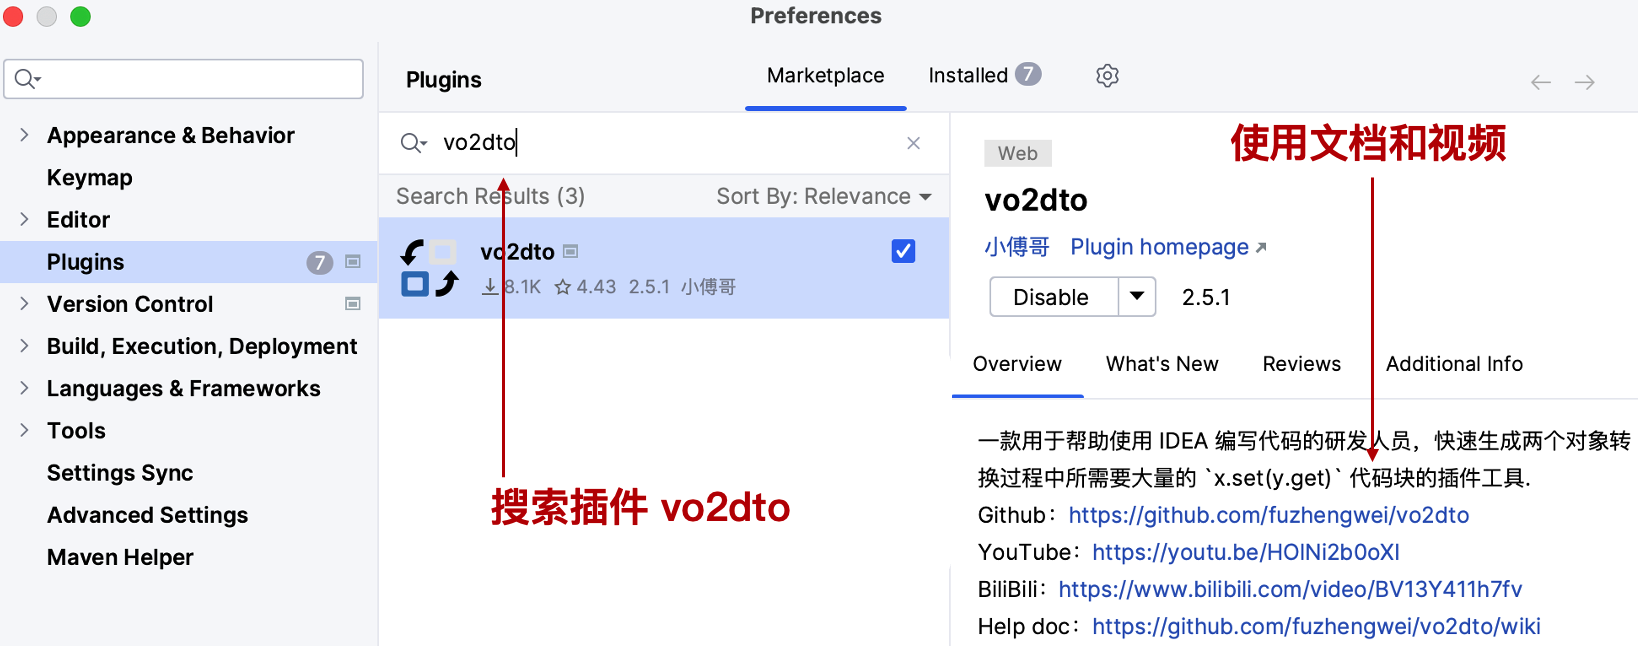 Preferences
Appearance & Behavior
Keymap
Editor
Plugins 7
Version Control
Build, Execution, Deployment
Languages & Frameworks
Tools
Settings Sync
Advanced Settings
Maven Helper
Plugins
Marketplace
Installed 7
vo2dto
Search Results (3) Sort By: Relevance
vo2dto
8.1K 4.43 2.5.1 小傅哥
搜索插件 vo2dto
使用文档和视频
Web
vo2dto
小傅哥 Plugin homepage
Disable 2.5.1
Overview What's New Reviews Additional Info
一款用于帮助使用 IDEA 编写代码的研发人员，快速生成两个对象转
换过程中所需要大量的 `x.set(y.get)` 代码块的插件工具.
Github：https://github.com/fuzhengwei/vo2dto
YouTube：https://youtu.be/HOINi2b0oXI
BiliBili：https://www.bilibili.com/video/BV13Y411h7fv
Help doc：https://github.com/fuzhengwei/vo2dto/wiki